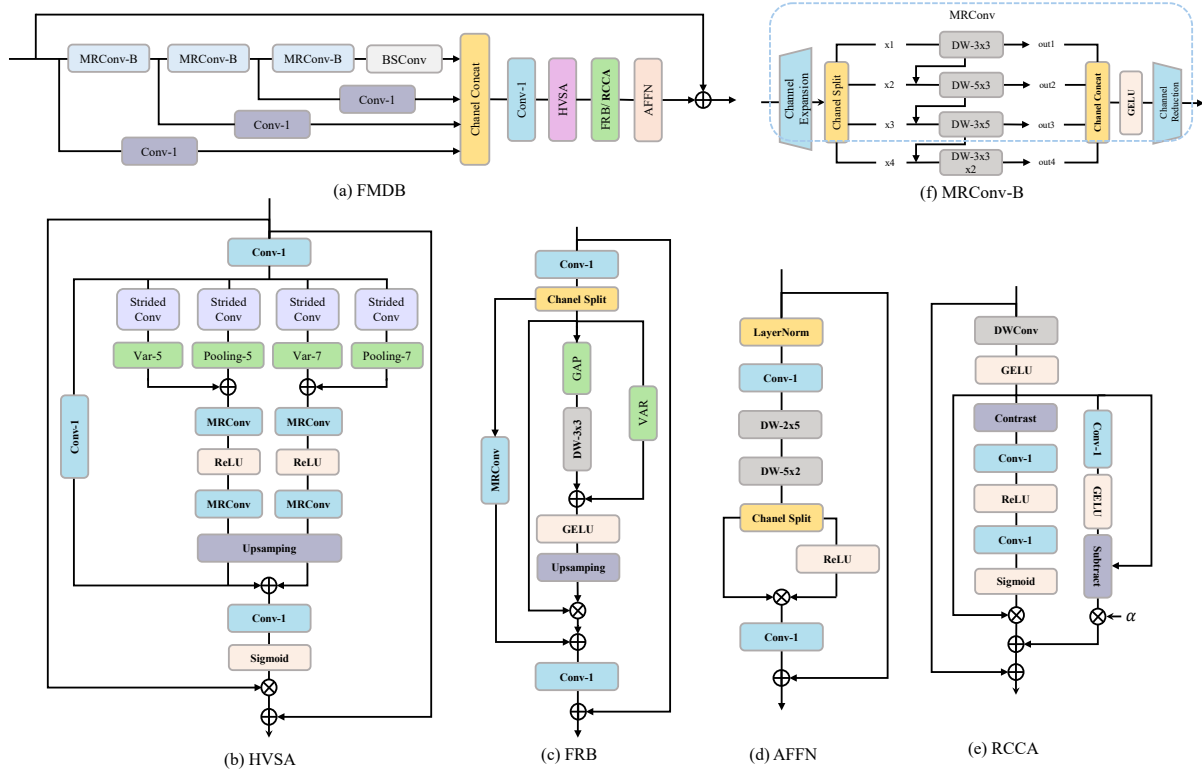 MRConv-B
MRConv-B
MRConv-B
BSConv
Conv-1
Conv-1
Conv-1
Chanel Concat
Conv-1
HVSA
FRB/ RCCA
AFFN
(a) FMDB
MRConv
Channel
Expansion
Chanel Split
x1
x2
x3
x4
DW-3x3
DW-5x3
DW-3x5
DW-3x3
x2
out1
out2
out3
out4
Chanel Concat
GELU
Channel
Reduction
(f) MRConv-B
Conv-1
Strided
Conv
Strided
Conv
Strided
Conv
Strided
Conv
Var-5
Pooling-5
Var-7
Pooling-7
Conv-1
MRConv
MRConv
ReLU
ReLU
MRConv
MRConv
Upsamping
Conv-1
Sigmoid
(b) HVSA
Conv-1
Chanel Split
GAP
VAR
DW-3x3
MRConv
GELU
Upsamping
Conv-1
(c) FRB
LayerNorm
Conv-1
DW-2x5
DW-5x2
Chanel Split
ReLU
Conv-1
(d) AFFN
DWConv
GELU
Contrast
Conv-1
ReLU
Conv-1
Sigmoid
Conv-1
GELU
Subtract
α
(e) RCCA